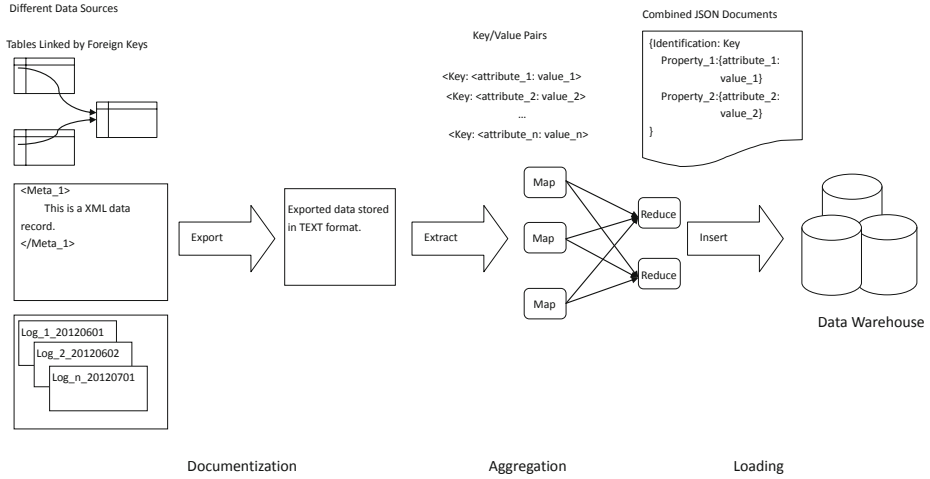 Different Data Sources
Tables Linked by Foreign Keys
<Meta_1>
This is a XML data
record.
</Meta_1>
Log_1_20120601
Log_2_20120602
Log_n_20120701
Export
Exported data stored
in TEXT format.
Extract
Key/Value Pairs
<Key: <attribute_1: value_1>
<Key: <attribute_2: value_2>
...
<Key: <attribute_n: value_n>
Map
Map
Map
Reduce
Reduce
Combined JSON Documents
{Identification: Key
Property_1:{attribute_1:
value_1}
Property_2:{attribute_2:
value_2}
}
Insert
Data Warehouse
Documentization
Aggregation
Loading